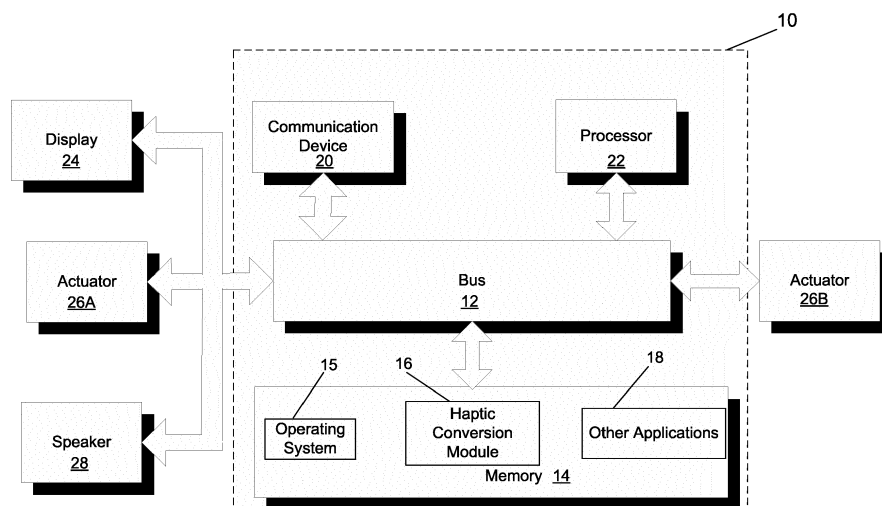 10
Display
24
Communication
Device
20
Processor
22
Actuator
26A
Bus
12
Actuator
26B
15
16
18
Operating
System
Haptic
Conversion
Module
Other Applications
Memory 14
Speaker
28